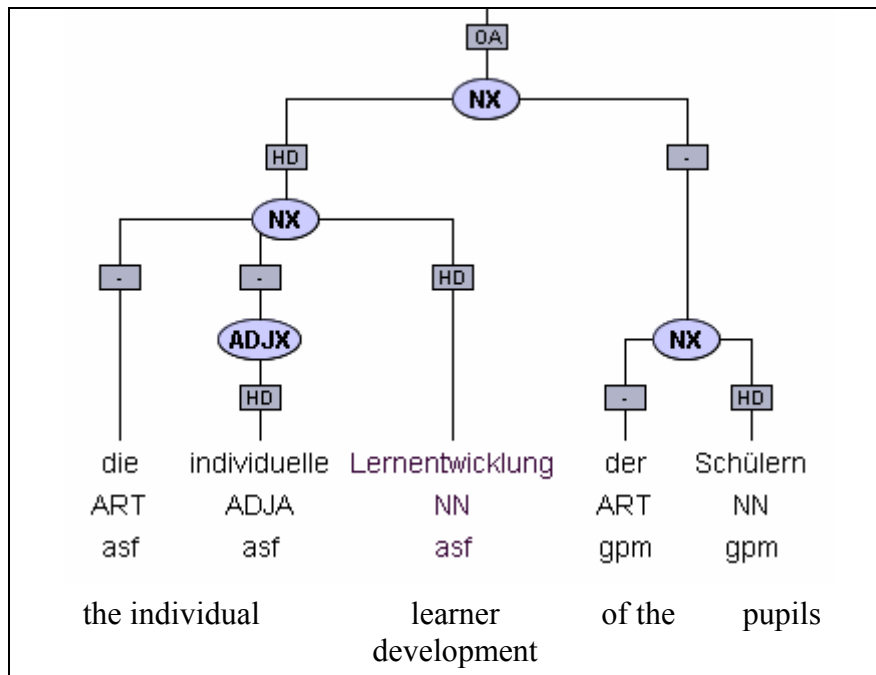 OA
NX
HD -
NX
- - HD
ADJX NX
HD - HD
die individuelle Lernentwicklung der Schülern
ART ADJA NN ART NN
asf asf asf gpm gpm
the individual learner of the pupils
development